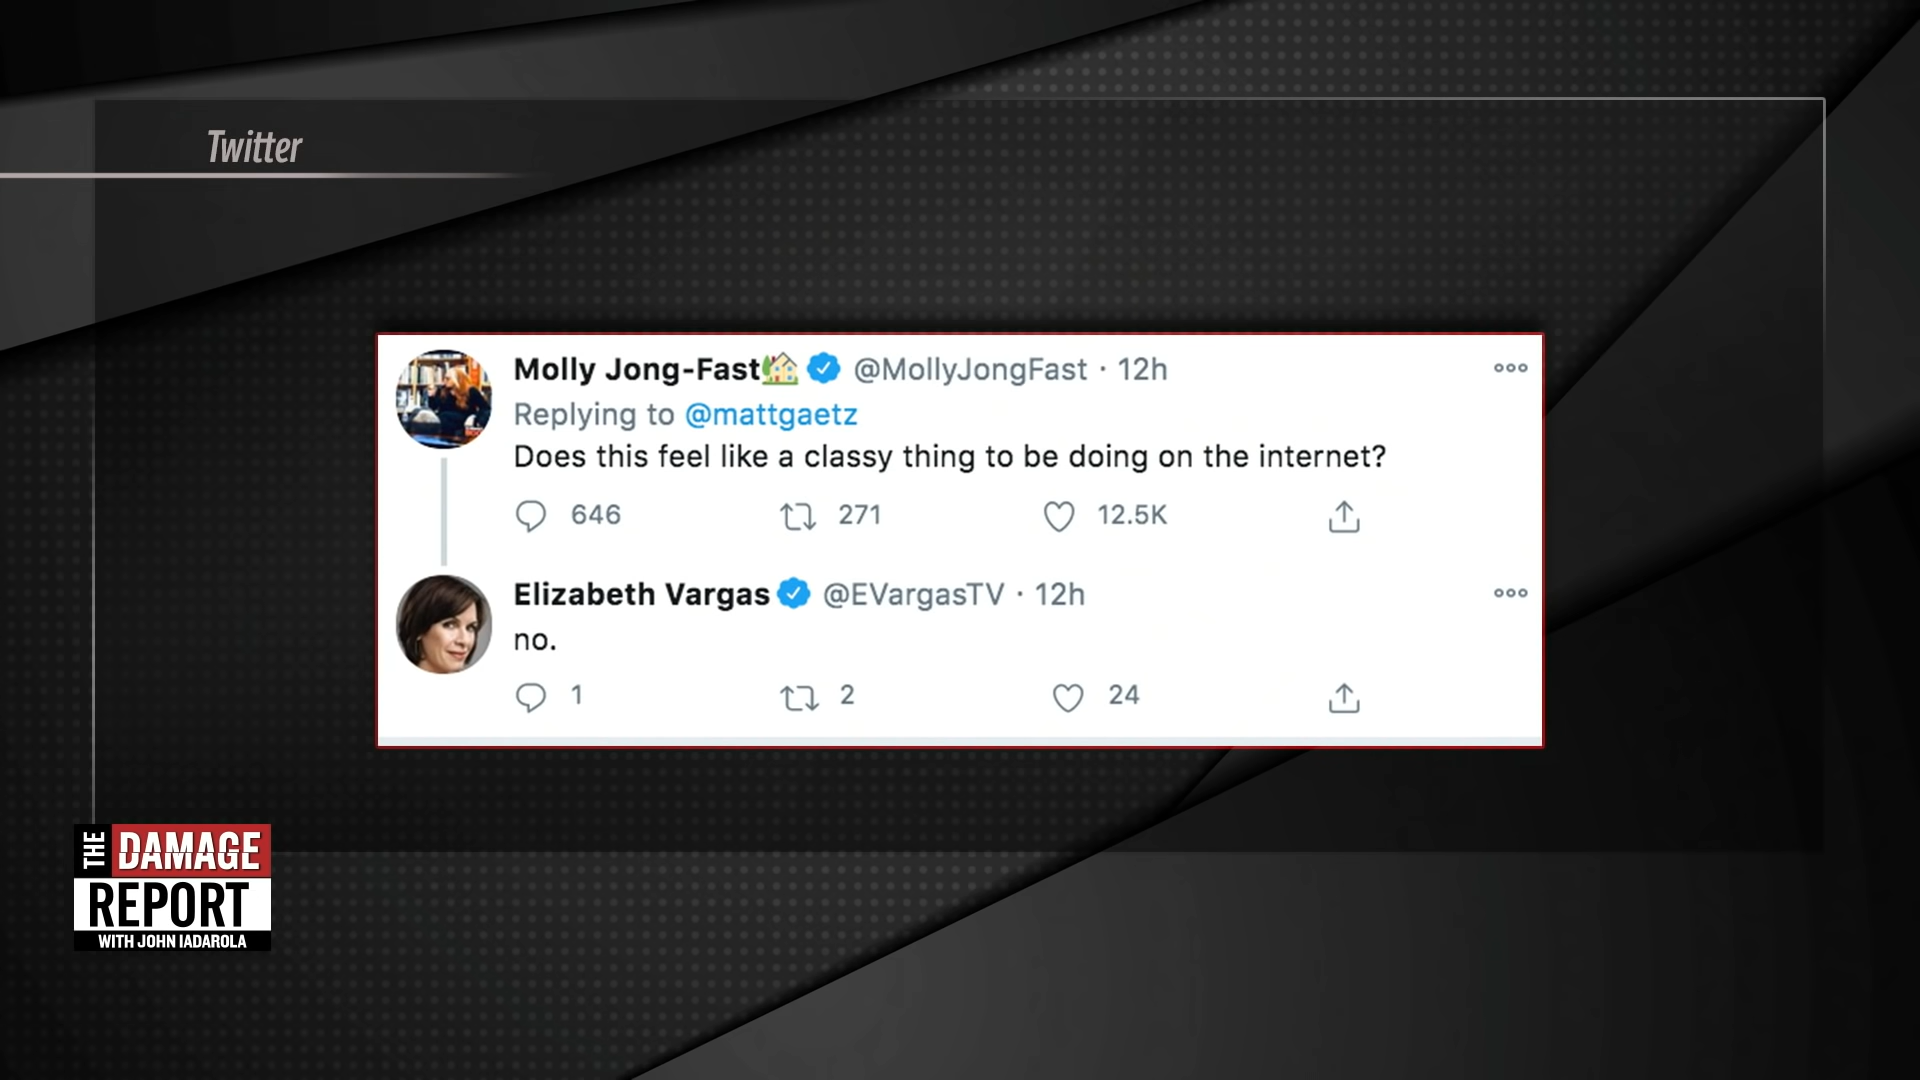 Twitter
Molly Jong-Fast🏡 @MollyJongFast · 12h
Replying to @mattgaetz
Does this feel like a classy thing to be doing on the internet?
646 271 12.5K
Elizabeth Vargas @EVargasTV · 12h
no.
1 2 24
THE DAMAGE
REPORT
WITH JOHN IADAROLA